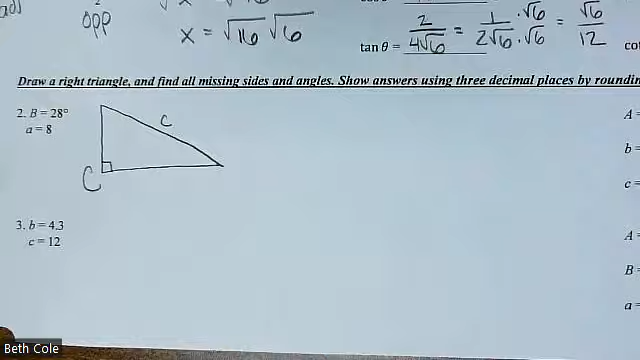 adj
opp
x = √16 √6
tan θ = 2/4√6 = 1/2√6 · √6/· √6 = √6/12
cot
Draw a right triangle, and find all missing sides and angles. Show answers using three decimal places by roundin
2. B = 28°
a = 8
c
C
A =
b =
c =
3. b = 4.3
c = 12
A =
B =
a =
Beth Cole